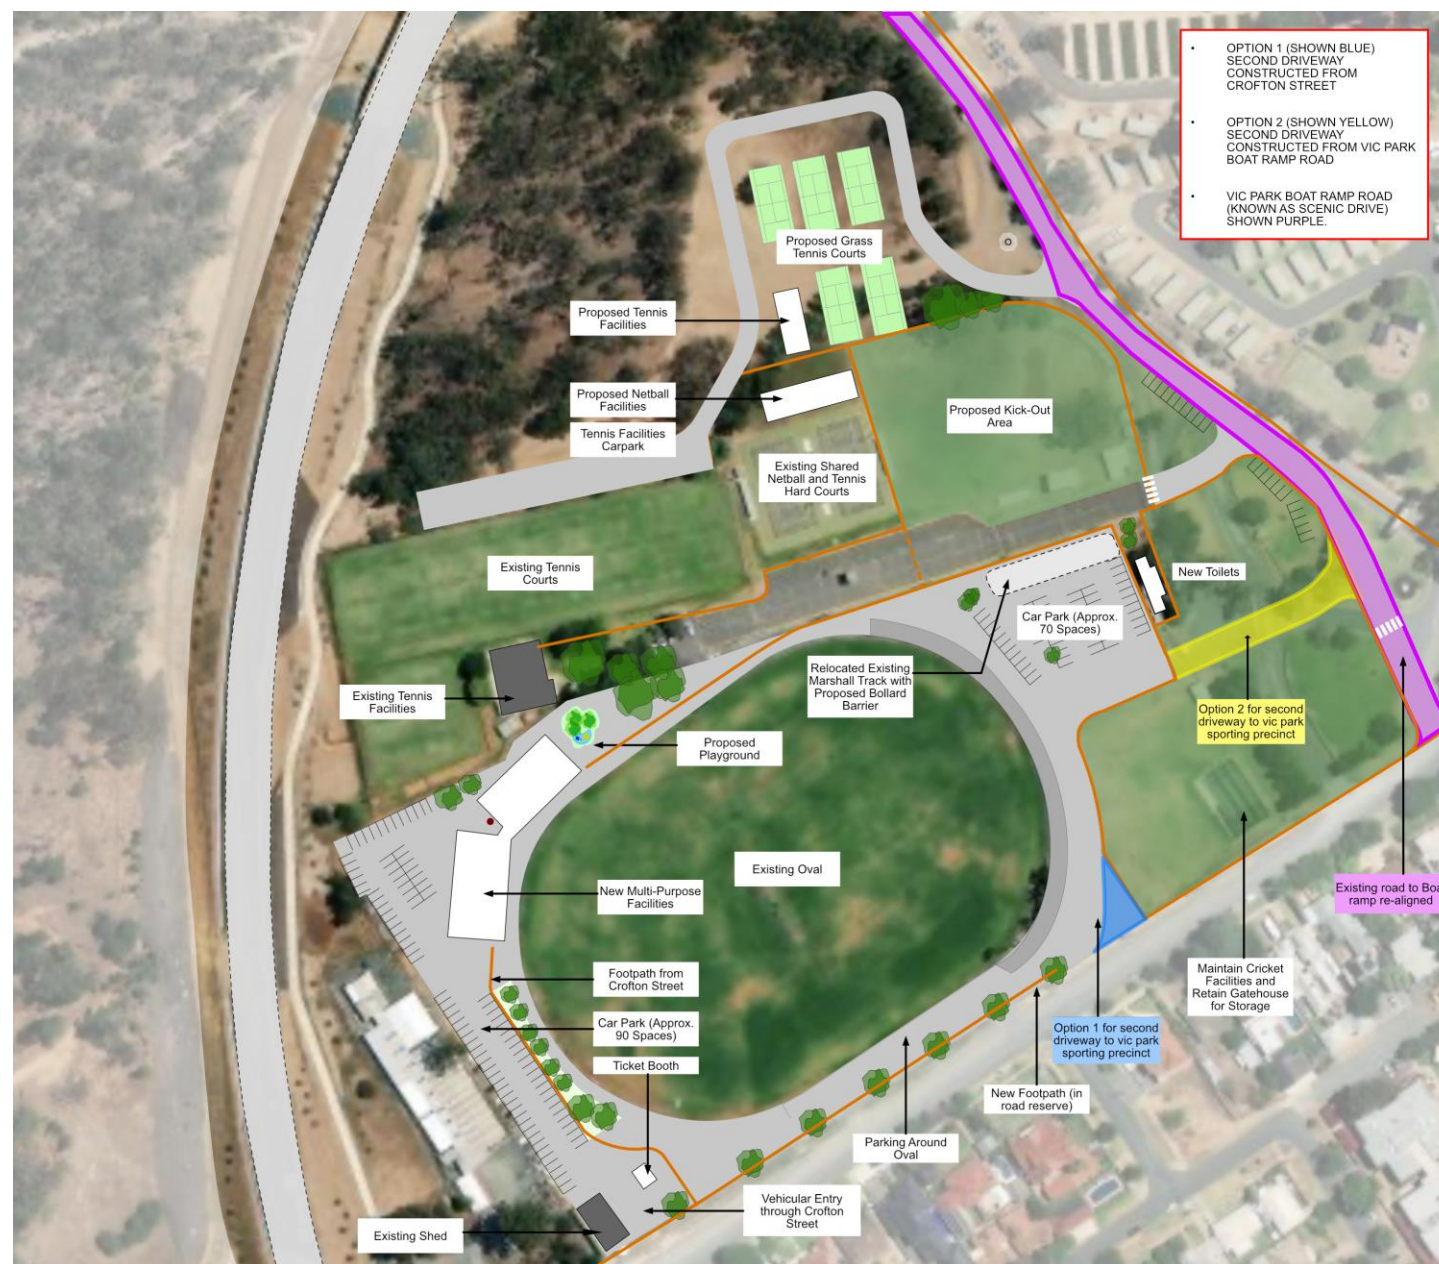 • OPTION 1 (SHOWN BLUE)
SECOND DRIVEWAY
CONSTRUCTED FROM
CROFTON STREET
• OPTION 2 (SHOWN YELLOW)
SECOND DRIVEWAY
CONSTRUCTED FROM VIC PARK
BOAT RAMP ROAD
• VIC PARK BOAT RAMP ROAD
(KNOWN AS SCENIC DRIVE)
SHOWN PURPLE.
Proposed Grass
Tennis Courts
Proposed Tennis
Facilities
Proposed Netball
Facilities
Tennis Facilities
Carpark
Proposed Kick-Out
Area
Existing Shared
Netball and Tennis
Hard Courts
Existing Tennis
Courts
New Toilets
Car Park (Approx.
70 Spaces)
Relocated Existing
Marshall Track with
Proposed Bollard
Barrier
Existing Tennis
Facilities
Option 2 for second
driveway to vic park
sporting precinct
Proposed
Playground
Existing Oval
New Multi-Purpose
Facilities
Existing road to Boa
ramp re-aligned
Footpath from
Crofton Street
Maintain Cricket
Facilities and
Retain Gatehouse
for Storage
Car Park (Approx.
90 Spaces)
Option 1 for second
driveway to vic park
sporting precinct
Ticket Booth
New Footpath (in
road reserve)
Parking Around
Oval
Vehicular Entry
through Crofton
Street
Existing Shed